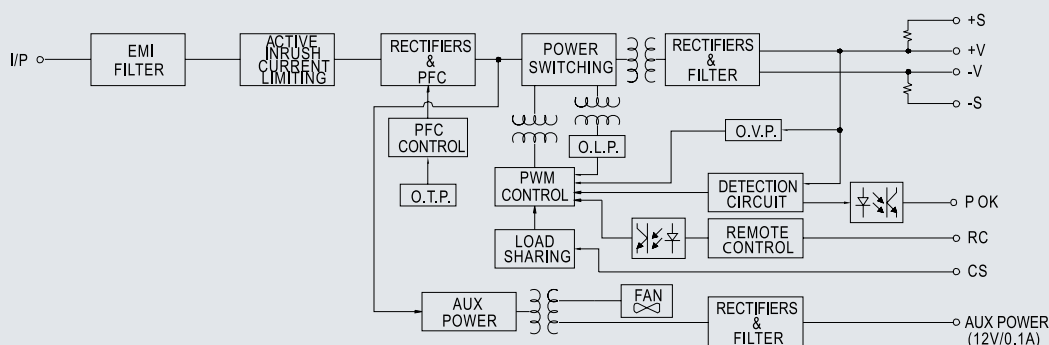 I/P
EMI
FILTER
ACTIVE
INRUSH
CURRENT
LIMITING
RECTIFIERS
&
PFC
POWER
SWITCHING
RECTIFIERS
&
FILTER
+S
+V
-V
-S
PFC
CONTROL
O.T.P.
O.L.P.
O.V.P.
PWM
CONTROL
DETECTION
CIRCUIT
P OK
LOAD
SHARING
REMOTE
CONTROL
RC
CS
AUX
POWER
FAN
RECTIFIERS
&
FILTER
AUX POWER
(12V/0.1A)